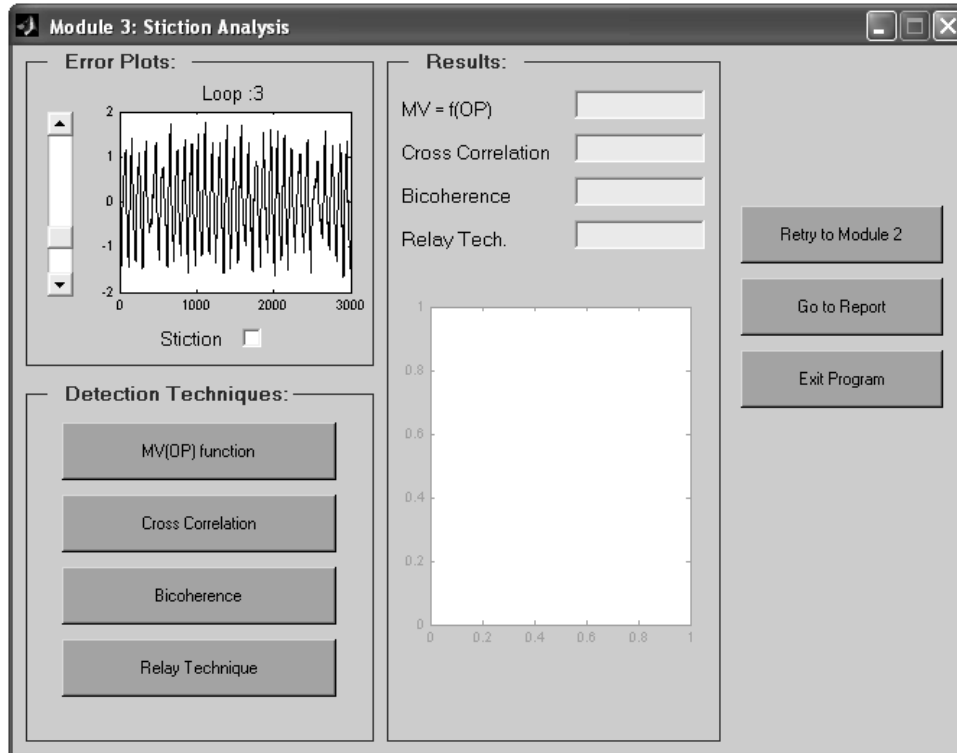 Module 3: Stiction Analysis
Error Plots:
Loop :3
2
1
0
-1
-2
0 1000 2000 3000
Stiction
Detection Techniques:
MV(OP) function
Cross Correlation
Bicoherence
Relay Technique
Results:
MV = f(OP)
Cross Correlation
Bicoherence
Relay Tech.
1
0.8
0.6
0.4
0.2
0
0 0.2 0.4 0.6 0.8 1
Retry to Module 2
Go to Report
Exit Program